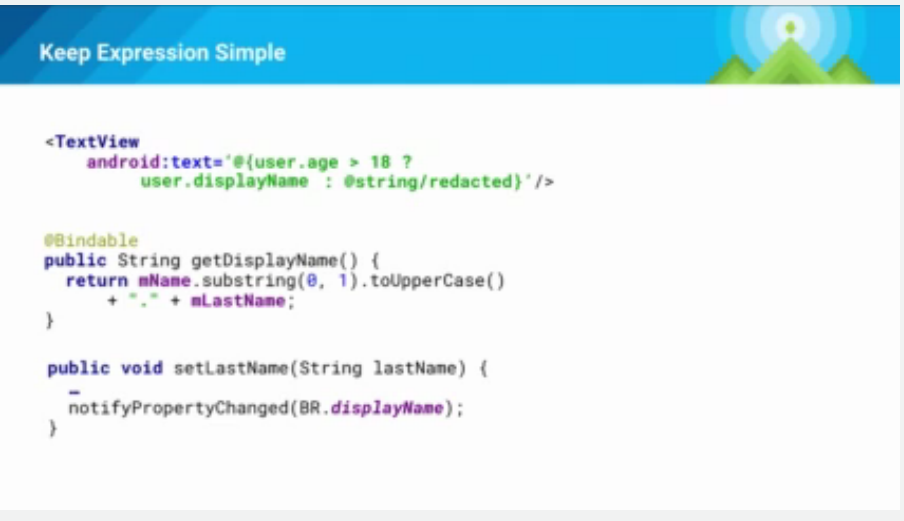 Keep Expression Simple
<TextView
android:text='@{user.age > 18 ?
user.displayName : @string/redacted}'/>
@Bindable
public String getDisplayName() {
return mName.substring(0, 1).toUpperCase()
+ "." + mLastName;
}
public void setLastName(String lastName) {
…
notifyPropertyChanged(BR.displayName);
}